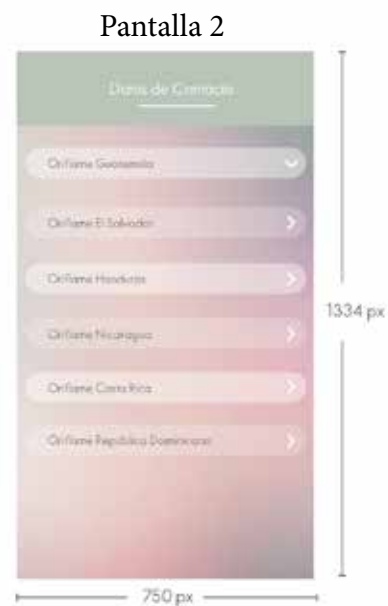 Pantalla 2
Datos de Contacto
Oriflame Guatemala
Oriflame El Salvador
Oriflame Honduras
1334 px
Oriflame Nicaragua
Oriflame Costa Rica
Oriflame República Dominicana
750 px